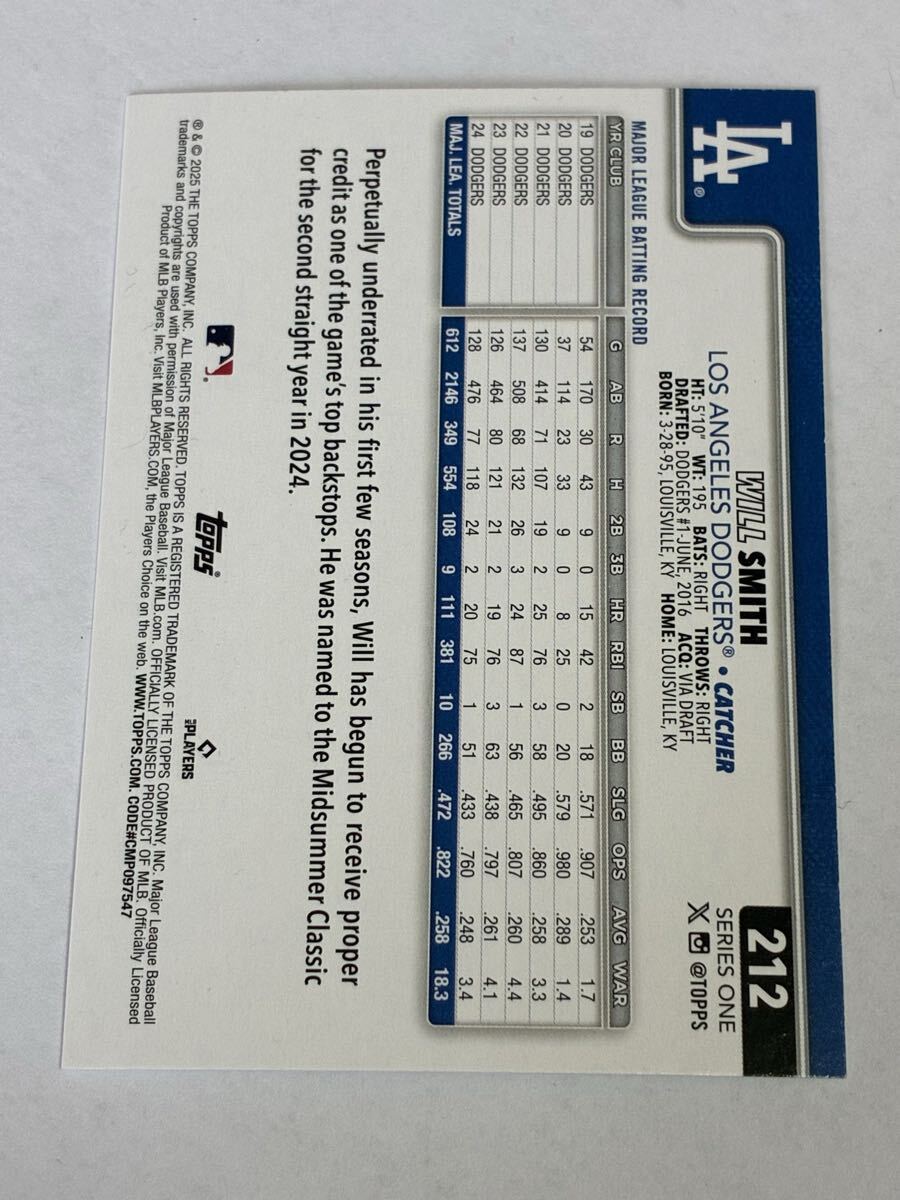 LA®
WILL SMITH
LOS ANGELES DODGERS® • CATCHER
HT: 5'10" WT: 195 BATS: RIGHT THROWS: RIGHT
DRAFTED: DODGERS #1-JUNE, 2016 ACQ: VIA DRAFT
BORN: 3-28-95, LOUISVILLE, KY HOME: LOUISVILLE, KY
212
SERIES ONE
X @TOPPS
MAJOR LEAGUE BATTING RECORD
YR CLUB G AB R H 2B 3B HR RBI SB BB SLG OPS AVG WAR
19 DODGERS 54 170 30 43 9 0 15 42 2 18 .571 .907 .253 1.7
20 DODGERS 37 114 23 33 9 0 8 25 0 20 .579 .980 .289 1.4
21 DODGERS 130 414 71 107 19 2 25 76 3 58 .495 .860 .258 3.3
22 DODGERS 137 508 68 132 26 3 24 87 1 56 .465 .807 .260 4.4
23 DODGERS 126 464 80 121 21 2 19 76 3 63 .438 .797 .261 4.1
24 DODGERS 128 476 77 118 24 2 20 75 1 51 .433 .760 .248 3.4
MAJ. LEA. TOTALS 612 2146 349 554 108 9 111 381 10 266 .472 .822 .258 18.3
Perpetually underrated in his first few seasons, Will has begun to receive proper
credit as one of the game's top backstops. He was named to the Midsummer Classic
for the second straight year in 2024.
topps®
MLB PLAYERS
® & © 2025 THE TOPPS COMPANY, INC. ALL RIGHTS RESERVED. TOPPS IS A REGISTERED TRADEMARK OF THE TOPPS COMPANY, INC. Major League Baseball
trademarks and copyrights are used with permission of Major League Baseball. Visit MLB.com. OFFICIALLY LICENSED PRODUCT OF MLB. Officially Licensed
Product of MLB Players, Inc. Visit MLBPLAYERS.COM, the Players Choice on the web. WWW.TOPPS.COM. CODE#CMP097547